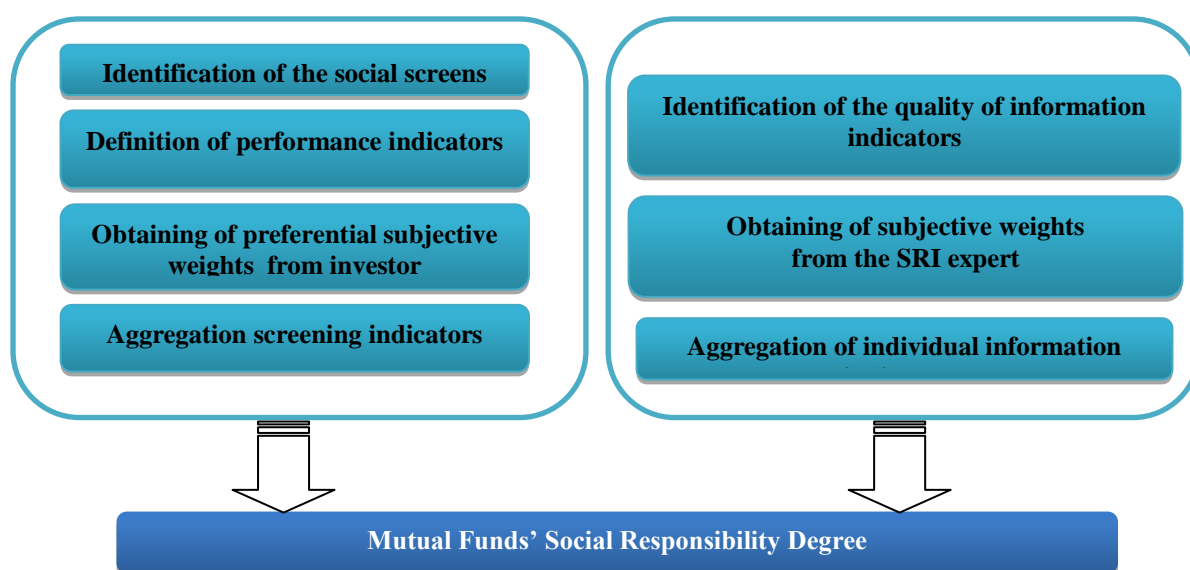 Identification of the social screens
Definition of performance indicators
Obtaining of preferential subjective
weights from investor
Aggregation screening indicators
Identification of the quality of information
indicators
Obtaining of subjective weights
from the SRI expert
Aggregation of individual information
Mutual Funds' Social Responsibility Degree